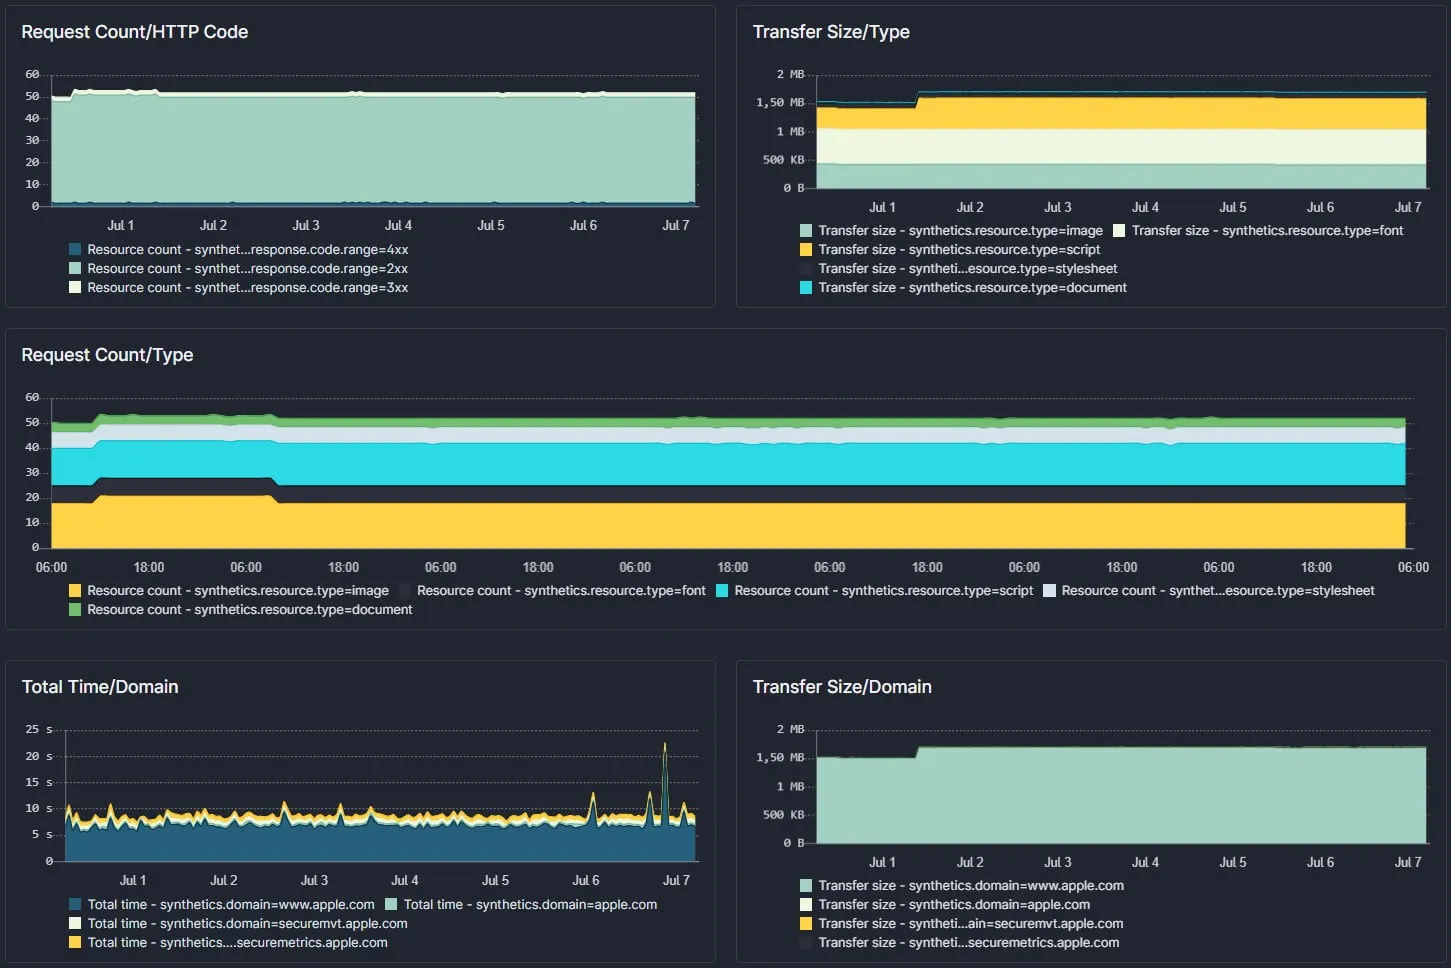 Request Count/HTTP Code
60
50
40
30
20
10
0
Jul 1 Jul 2 Jul 3 Jul 4 Jul 5 Jul 6 Jul 7
Resource count - synthet...response.code.range=4xx
Resource count - synthet...response.code.range=2xx
Resource count - synthet...response.code.range=3xx
Transfer Size/Type
2 MB
1,50 MB
1 MB
500 KB
0 B
Jul 1 Jul 2 Jul 3 Jul 4 Jul 5 Jul 6 Jul 7
Transfer size - synthetics.resource.type=image Transfer size - synthetics.resource.type=font
Transfer size - synthetics.resource.type=script
Transfer size - syntheti...esource.type=stylesheet
Transfer size - synthetics.resource.type=document
Request Count/Type
60
50
40
30
20
10
0
06:00 18:00 06:00 18:00 06:00 18:00 06:00 18:00 06:00 18:00 06:00 18:00 06:00 18:00 06:00
Resource count - synthetics.resource.type=image Resource count - synthetics.resource.type=font Resource count - synthetics.resource.type=script Resource count - synthet...esource.type=stylesheet
Resource count - synthetics.resource.type=document
Total Time/Domain
25 s
20 s
15 s
10 s
5 s
0
Jul 1 Jul 2 Jul 3 Jul 4 Jul 5 Jul 6 Jul 7
Total time - synthetics.domain=www.apple.com Total time - synthetics.domain=apple.com
Total time - synthetics.domain=securemvt.apple.com
Total time - synthetics....securemetrics.apple.com
Transfer Size/Domain
2 MB
1,50 MB
1 MB
500 KB
0 B
Jul 1 Jul 2 Jul 3 Jul 4 Jul 5 Jul 6 Jul 7
Transfer size - synthetics.domain=www.apple.com
Transfer size - synthetics.domain=apple.com
Transfer size - syntheti...ain=securemvt.apple.com
Transfer size - syntheti...securemetrics.apple.com